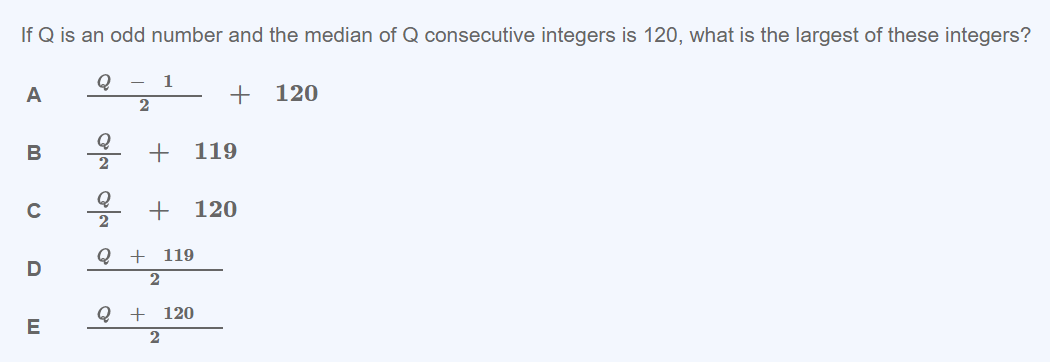 If Q is an odd number and the median of Q consecutive integers is 120, what is the largest of these integers?
A (Q − 1)/2 + 120
B Q/2 + 119
C Q/2 + 120
D (Q + 119)/2
E (Q + 120)/2